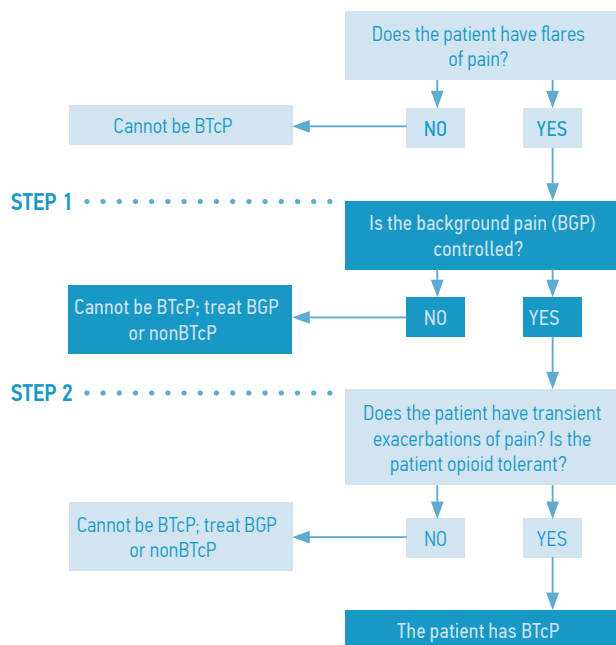 Does the patient have flares
of pain?
Cannot be BTcP
NO
YES
STEP 1
Is the background pain (BGP)
controlled?
Cannot be BTcP; treat BGP
or nonBTcP
NO
YES
STEP 2
Does the patient have transient
exacerbations of pain? Is the
patient opioid tolerant?
Cannot be BTcP; treat BGP
or nonBTcP
NO
YES
The patient has BTcP